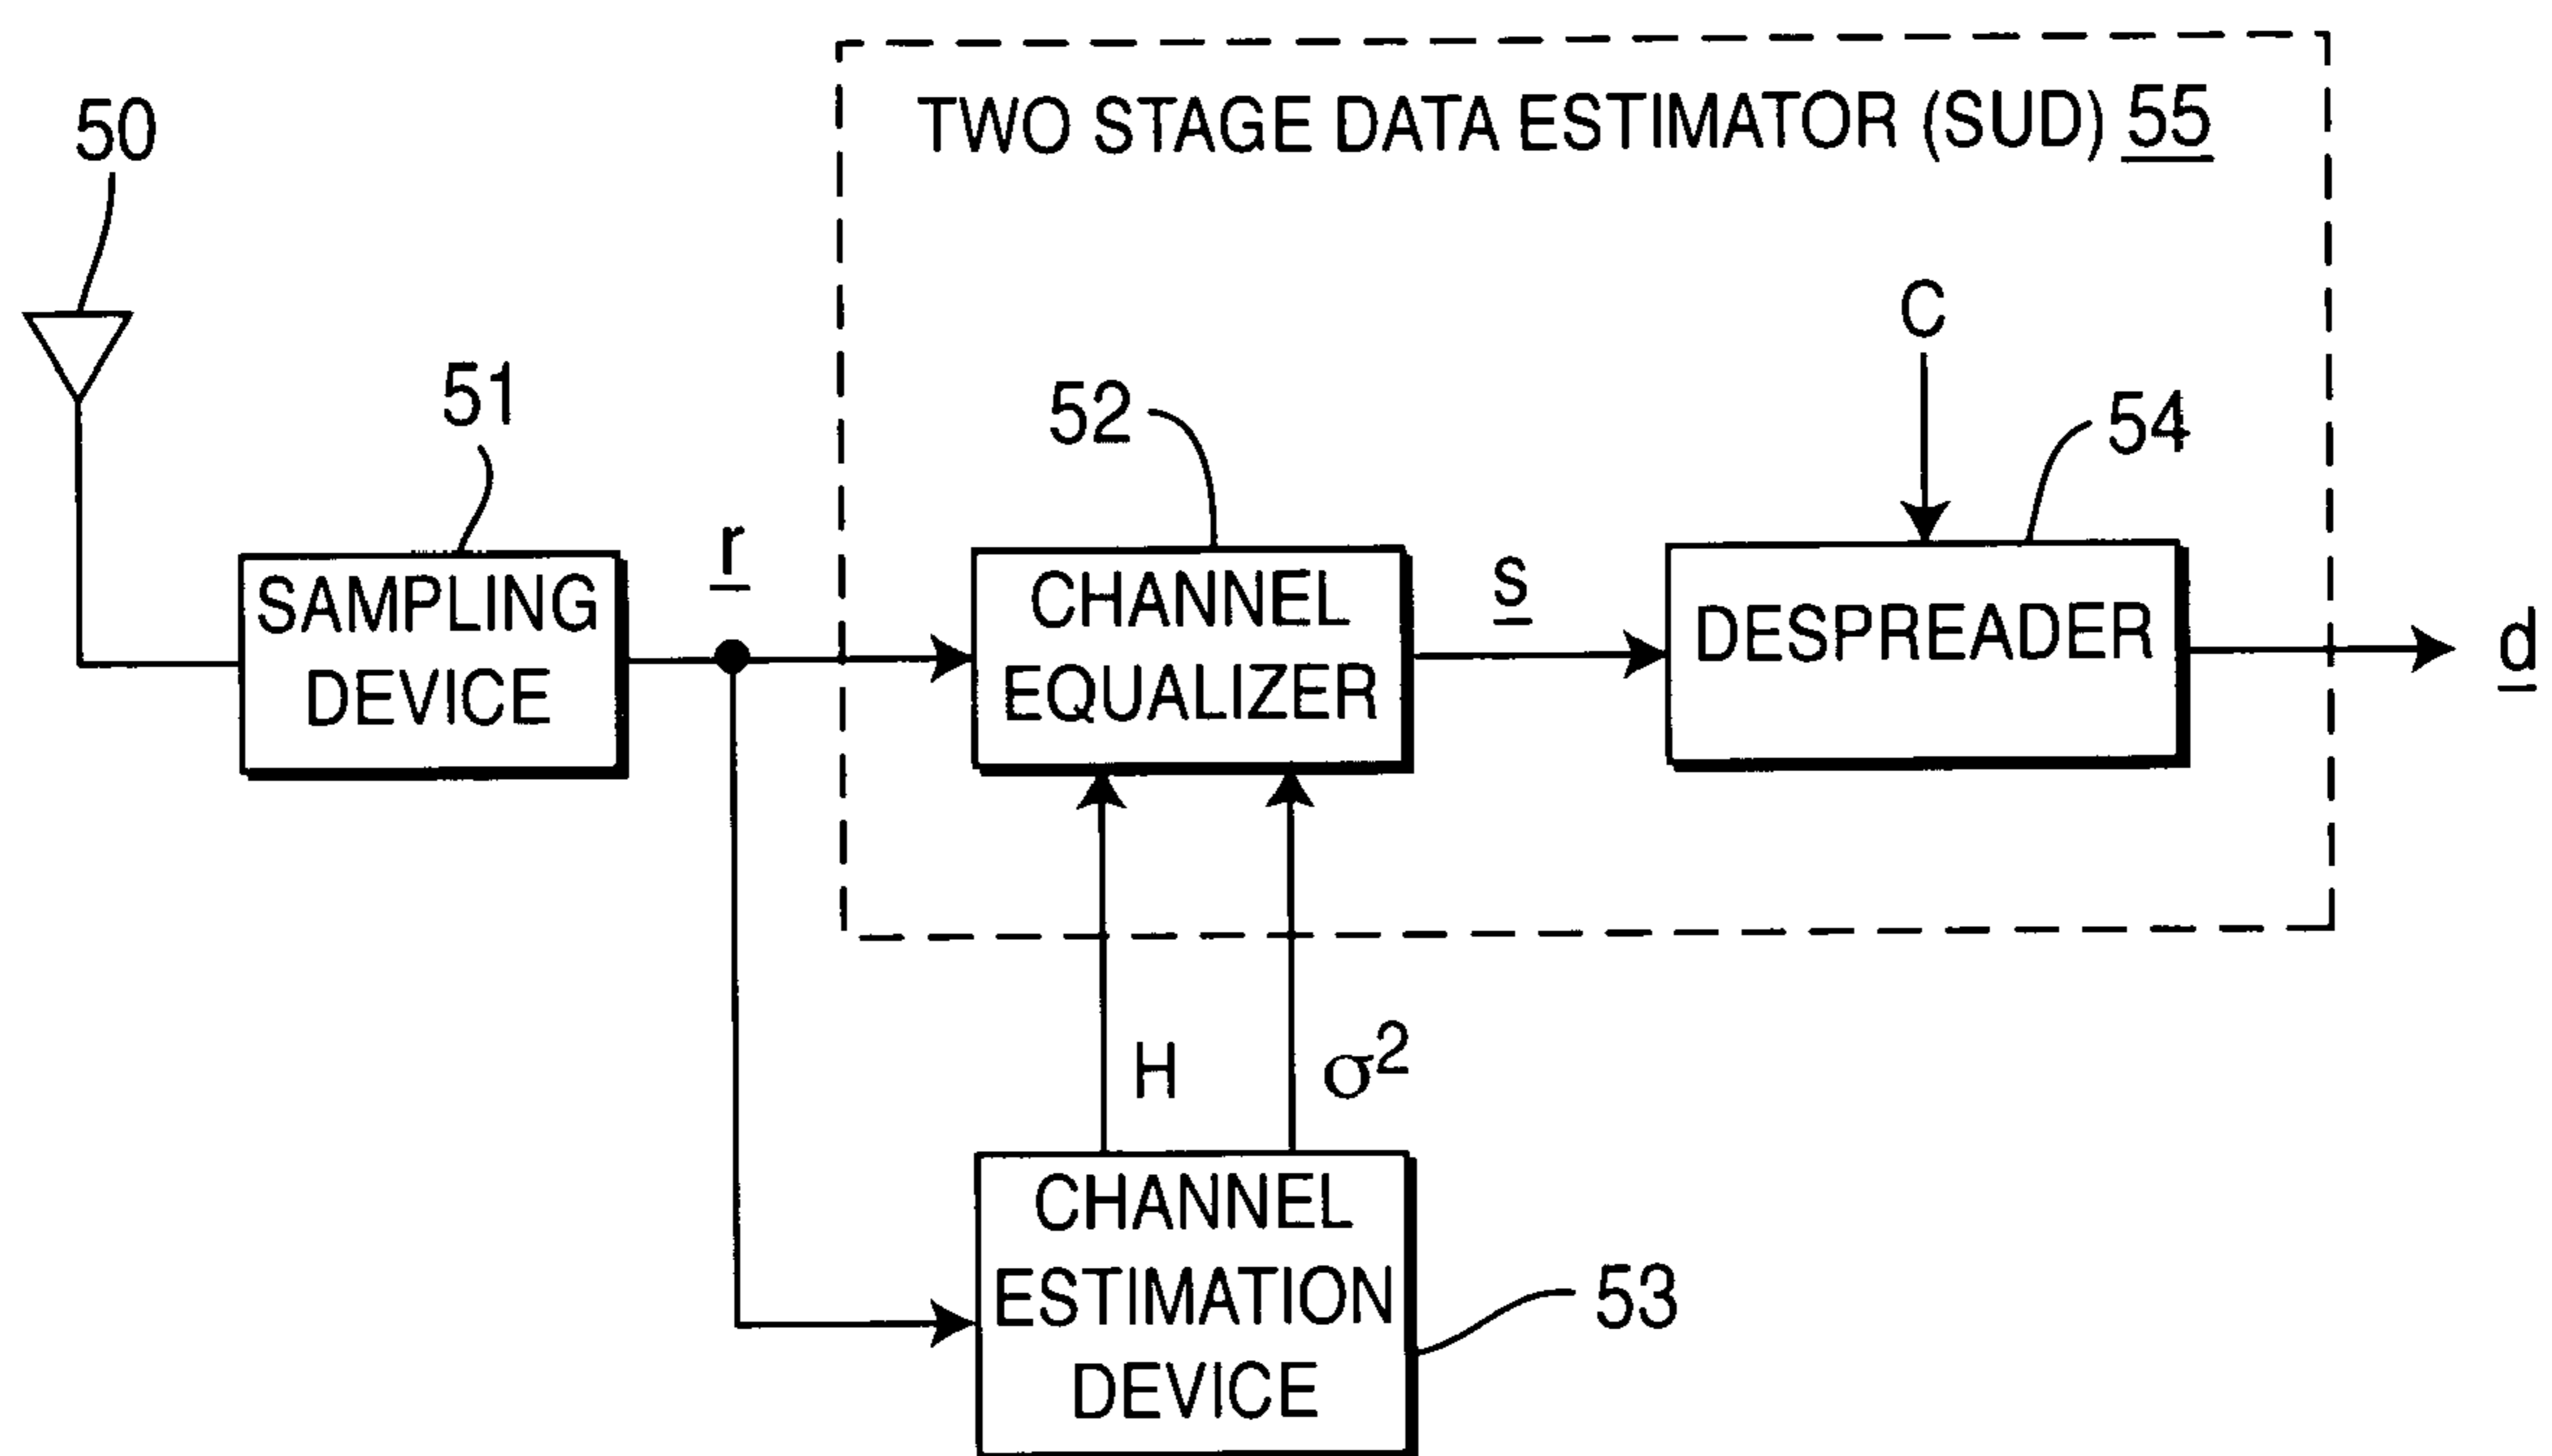 50
TWO STAGE DATA ESTIMATOR (SUD) 55
C
51
52
54
r
s
SAMPLING
DEVICE
CHANNEL
EQUALIZER
DESPREADER
d
H
σ²
CHANNEL
ESTIMATION
DEVICE
53